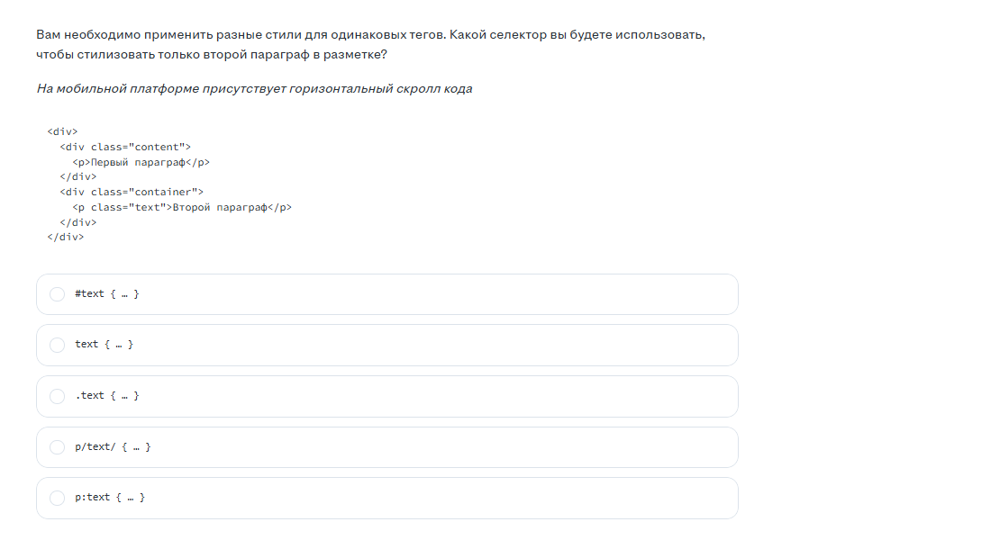 Вам необходимо применить разные стили для одинаковых тегов. Какой селектор вы будете использовать,
чтобы стилизовать только второй параграф в разметке?
На мобильной платформе присутствует горизонтальный скролл кода
<div>
  <div class="content">
    <p>Первый параграф</p>
  </div>
  <div class="container">
    <p class="text">Второй параграф</p>
  </div>
</div>
#text { … }
text { … }
.text { … }
p/text/ { … }
p:text { … }